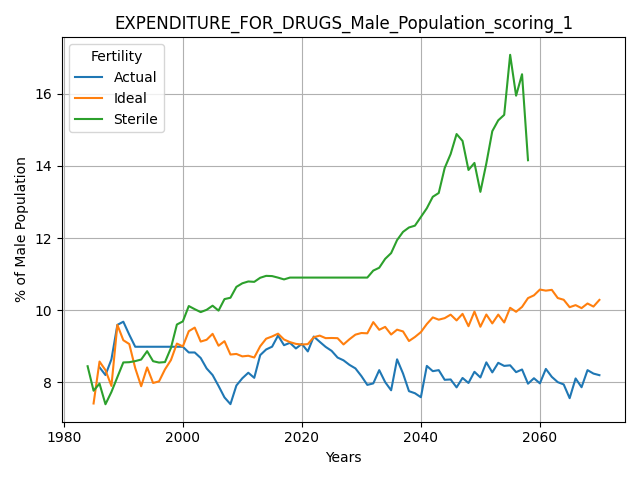 EXPENDITURE_FOR_DRUGS_Male_Population_scoring_1
Fertility
Actual
Ideal
Sterile
% of Male Population
16
14
12
10
8
1980
2000
2020
2040
2060
Years